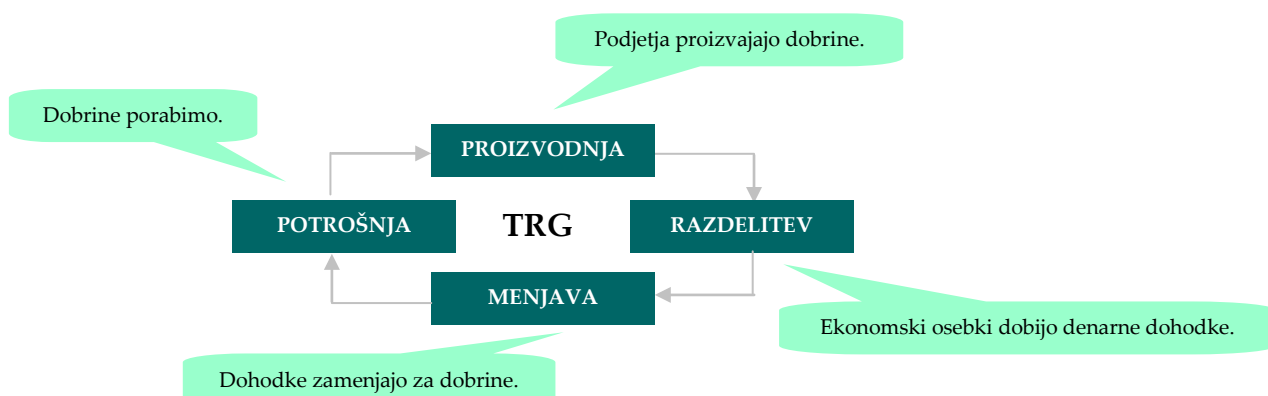 Podjetja proizvajajo dobrine.
Dobrine porabimo.
PROIZVODNJA
POTROŠNJA
TRG
RAZDELITEV
MENJAVA
Ekonomski osebki dobijo denarne dohodke.
Dohodke zamenjajo za dobrine.